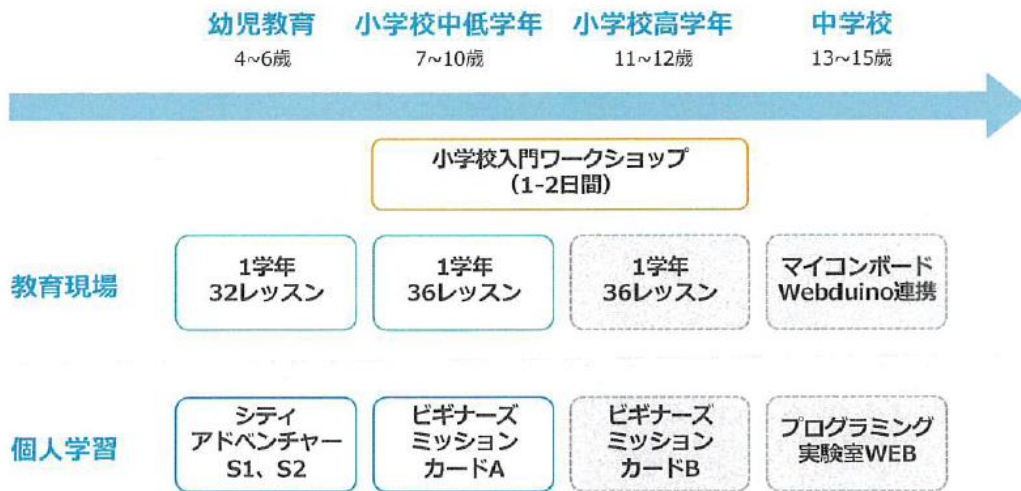 幼児教育
4~6歳
小学校中低学年
7~10歳
小学校高学年
11~12歳
中学校
13~15歳
小学校入門ワークショップ
（1-2日間）
教育現場
1学年
32レッスン
1学年
36レッスン
1学年
36レッスン
マイコンボード
Webduino連携
個人学習
シティ
アドベンチャー
S1、S2
ビギナーズ
ミッション
カードA
ビギナーズ
ミッション
カードB
プログラミング
実験室WEB